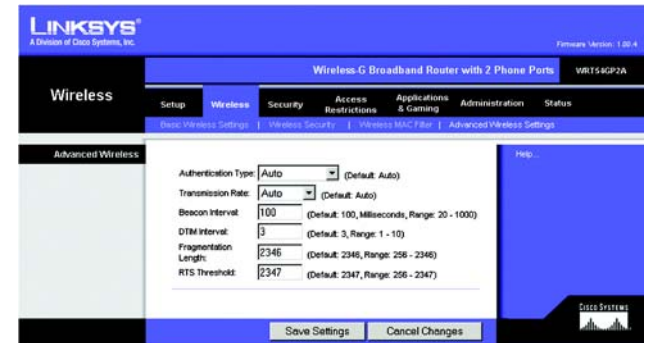 LINKSYS®
A Division of Cisco Systems, Inc.
Firmware Version: 1.00.4
Wireless-G Broadband Router with 2 Phone Ports WRT54GP2A
Wireless
Setup Wireless Security Access Restrictions Applications & Gaming Administration Status
Basic Wireless Settings | Wireless Security | Wireless MAC Filter | Advanced Wireless Settings
Advanced Wireless
Help...
Authentication Type: Auto (Default: Auto)
Transmission Rate: Auto (Default: Auto)
Beacon Interval: 100 (Default: 100, Milliseconds, Range: 20 - 1000)
DTIM Interval: 3 (Default: 3, Range: 1 - 10)
Fragmentation Length: 2346 (Default: 2346, Range: 256 - 2346)
RTS Threshold: 2347 (Default: 2347, Range: 256 - 2347)
Save Settings Cancel Changes
CISCO SYSTEMS